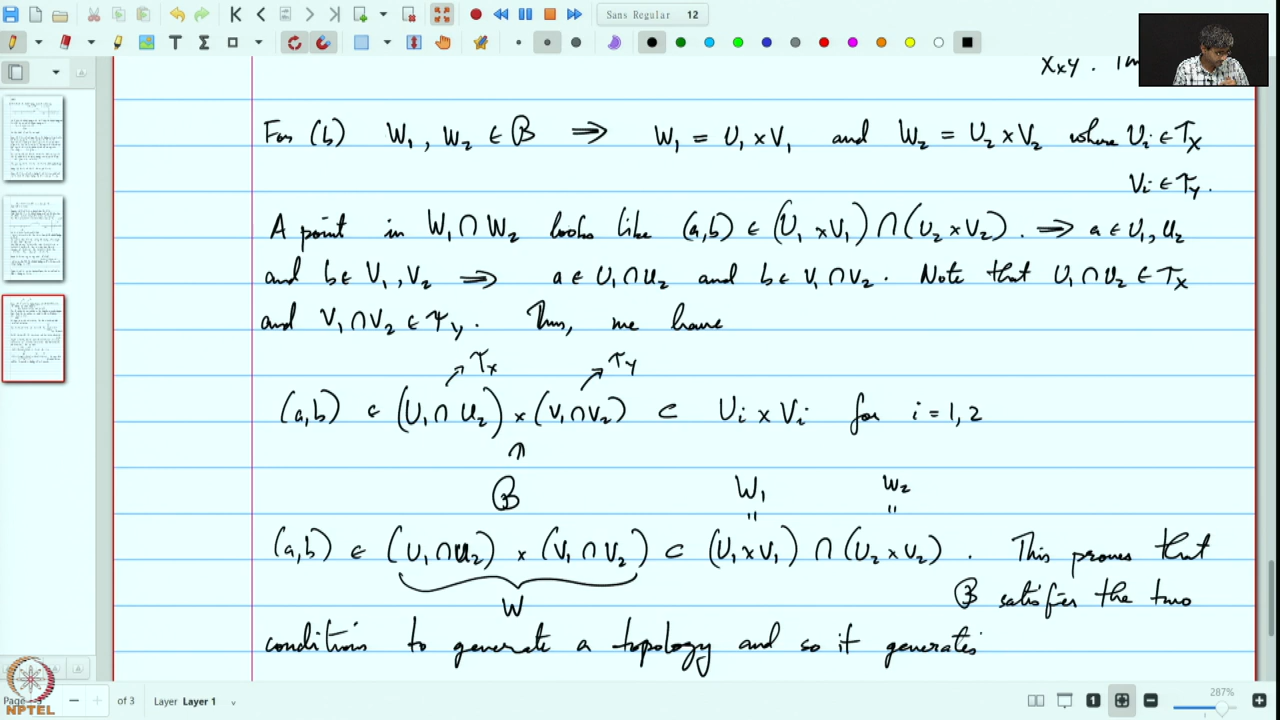 Sans Regular 12
X×Y.
For (b) W₁, W₂ ∈ ℬ ⇒ W₁ = U₁ × V₁ and W₂ = U₂ × V₂ where Uᵢ ∈ τ_X
Vᵢ ∈ τ_Y.
A point in W₁ ∩ W₂ looks like (a,b) ∈ (U₁ × V₁) ∩ (U₂ × V₂). ⇒ a ∈ U₁, U₂
and b ∈ V₁, V₂ ⇒ a ∈ U₁ ∩ U₂ and b ∈ V₁ ∩ V₂. Note that U₁ ∩ U₂ ∈ τ_X
and V₁ ∩ V₂ ∈ τ_Y. Thus, we have
τ_X τ_Y
(a,b) ∈ (U₁ ∩ U₂) × (V₁ ∩ V₂) ⊂ Uᵢ × Vᵢ for i = 1, 2
ℬ
W₁ W₂
(a,b) ∈ (U₁ ∩ U₂) × (V₁ ∩ V₂) ⊂ (U₁ × V₁) ∩ (U₂ × V₂). This proves that
W
ℬ satisfies the two
conditions to generate a topology and so it generates
Page 3 of 3 Layer Layer 1
287%
NPTEL